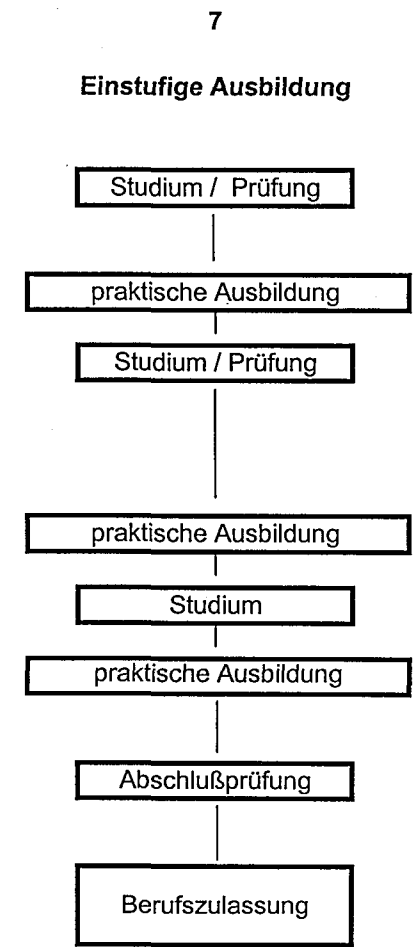 7
Einstufige Ausbildung
Studium / Prüfung
praktische Ausbildung
Studium / Prüfung
praktische Ausbildung
Studium
praktische Ausbildung
Abschlußprüfung
Berufszulassung